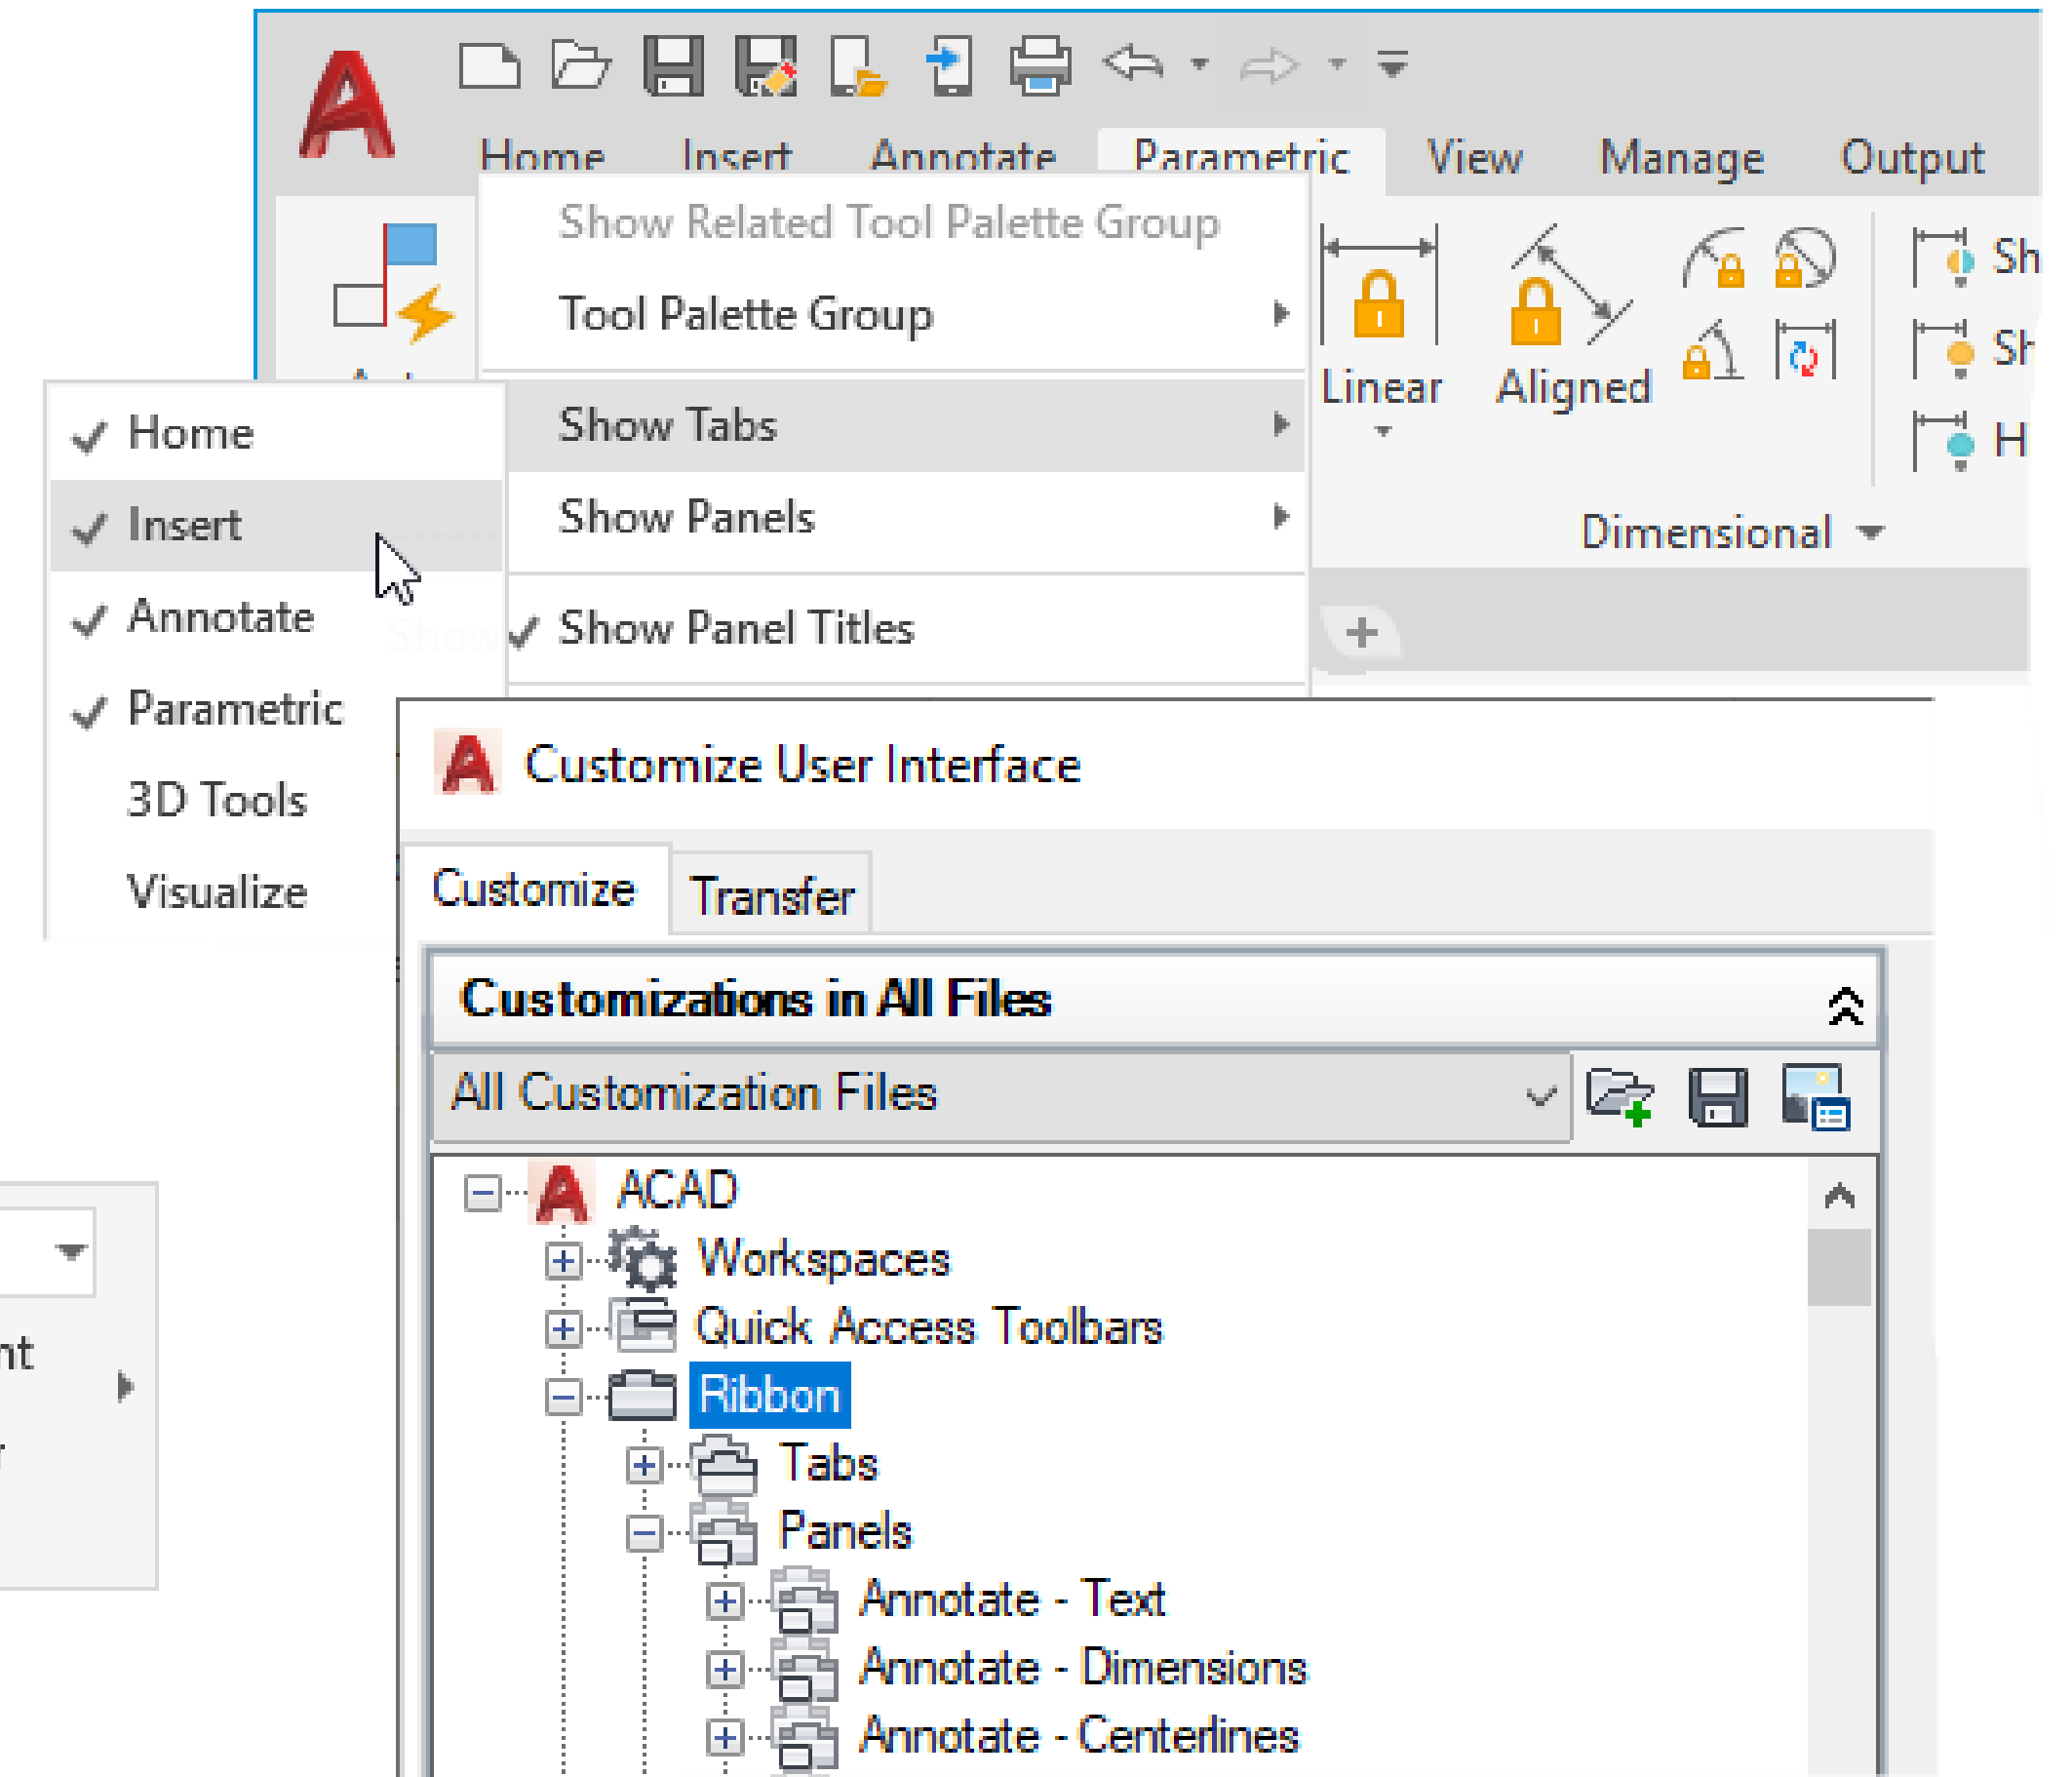 Home Insert Annotate Parametric View Manage Output
Show Related Tool Palette Group
Tool Palette Group
Show Tabs
Show Panels
Show Panel Titles
Linear
Aligned
Sh
Sh
H
Dimensional
Home
Insert
Annotate
Parametric
3D Tools
Visualize
Customize User Interface
Customize Transfer
Customizations in All Files
All Customization Files
ACAD
Workspaces
Quick Access Toolbars
Ribbon
Tabs
Panels
Annotate - Text
Annotate - Dimensions
Annotate - Centerlines
nt